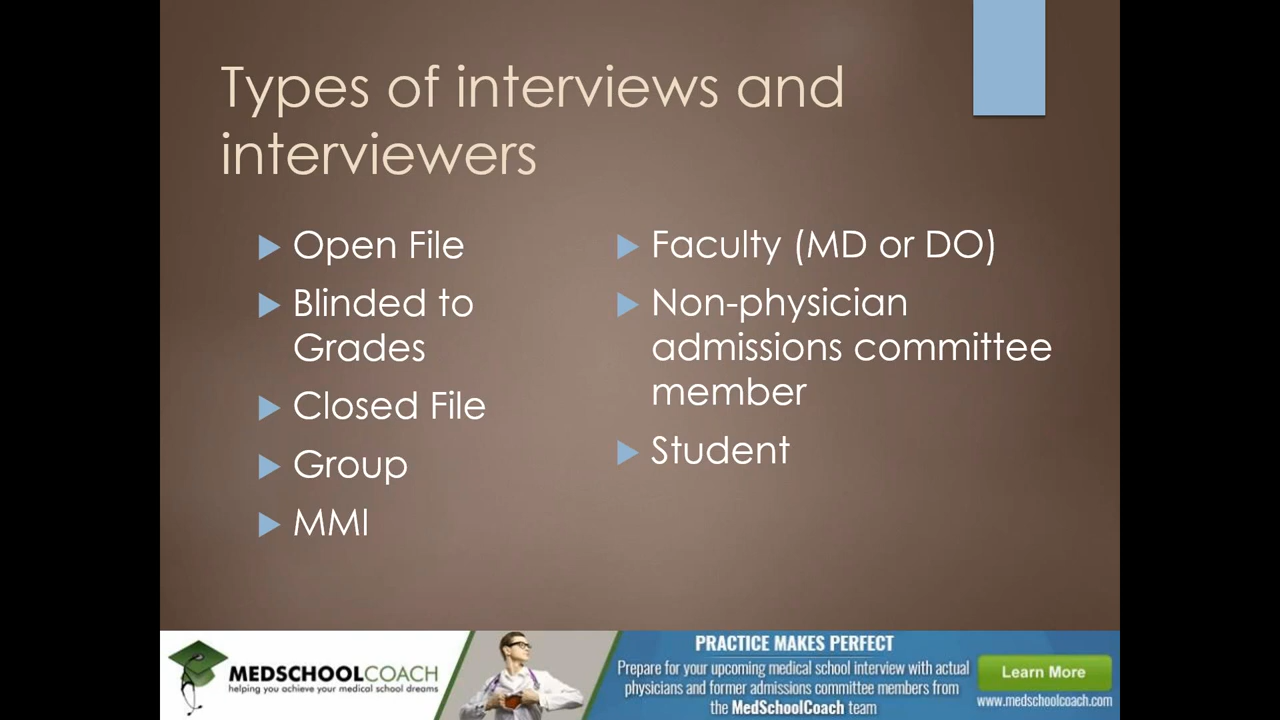 Types of interviews and
interviewers
Open File
Blinded to
Grades
Closed File
Group
MMI
Faculty (MD or DO)
Non-physician
admissions committee
member
Student
MEDSCHOOLCOACH
helping you achieve your medical school dreams
PRACTICE MAKES PERFECT
Prepare for your upcoming medical school interview with actual
physicians and former admissions committee members from
the MedSchoolCoach team
Learn More
www.medschoolcoach.com